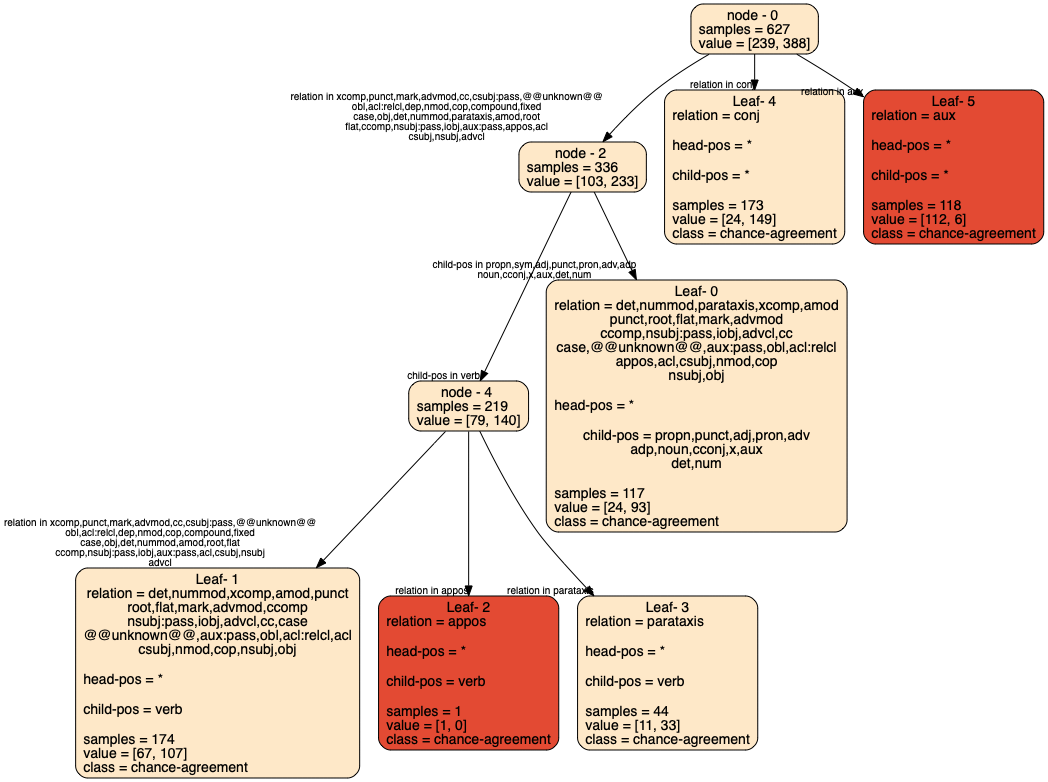 node - 0
samples = 627
value = [239, 388]
relation in xcomp,punct,mark,advmod,cc,csubj:pass,@@unknown@@
obl,acl:relcl,dep,nmod,cop,compound,fixed
case,obj,det,nummod,parataxis,amod,root
flat,ccomp,nsubj:pass,iobj,aux:pass,appos,acl
csubj,nsubj,advcl
relation in conj
relation in aux
node - 2
samples = 336
value = [103, 233]
Leaf- 4
relation = conj
head-pos = *
child-pos = *
samples = 173
value = [24, 149]
class = chance-agreement
Leaf- 5
relation = aux
head-pos = *
child-pos = *
samples = 118
value = [112, 6]
class = chance-agreement
child-pos in propn,sym,adj,punct,pron,adv,adp
noun,cconj,x,aux,det,num
child-pos in verb
node - 4
samples = 219
value = [79, 140]
Leaf- 0
relation = det,nummod,parataxis,xcomp,amod
punct,root,flat,mark,advmod
ccomp,nsubj:pass,iobj,advcl,cc
case,@@unknown@@,aux:pass,obl,acl:relcl
appos,acl,csubj,nmod,cop
nsubj,obj
head-pos = *
child-pos = propn,punct,adj,pron,adv
adp,noun,cconj,x,aux
det,num
samples = 117
value = [24, 93]
class = chance-agreement
relation in xcomp,punct,mark,advmod,cc,csubj:pass,@@unknown@@
obl,acl:relcl,dep,nmod,cop,compound,fixed
case,obj,det,nummod,amod,root,flat
ccomp,nsubj:pass,iobj,aux:pass,acl,csubj,nsubj
advcl
relation in appos
relation in parataxis
Leaf- 1
relation = det,nummod,xcomp,amod,punct
root,flat,mark,advmod,ccomp
nsubj:pass,iobj,advcl,cc,case
@@unknown@@,aux:pass,obl,acl:relcl,acl
csubj,nmod,cop,nsubj,obj
head-pos = *
child-pos = verb
samples = 174
value = [67, 107]
class = chance-agreement
Leaf- 2
relation = appos
head-pos = *
child-pos = verb
samples = 1
value = [1, 0]
class = chance-agreement
Leaf- 3
relation = parataxis
head-pos = *
child-pos = verb
samples = 44
value = [11, 33]
class = chance-agreement